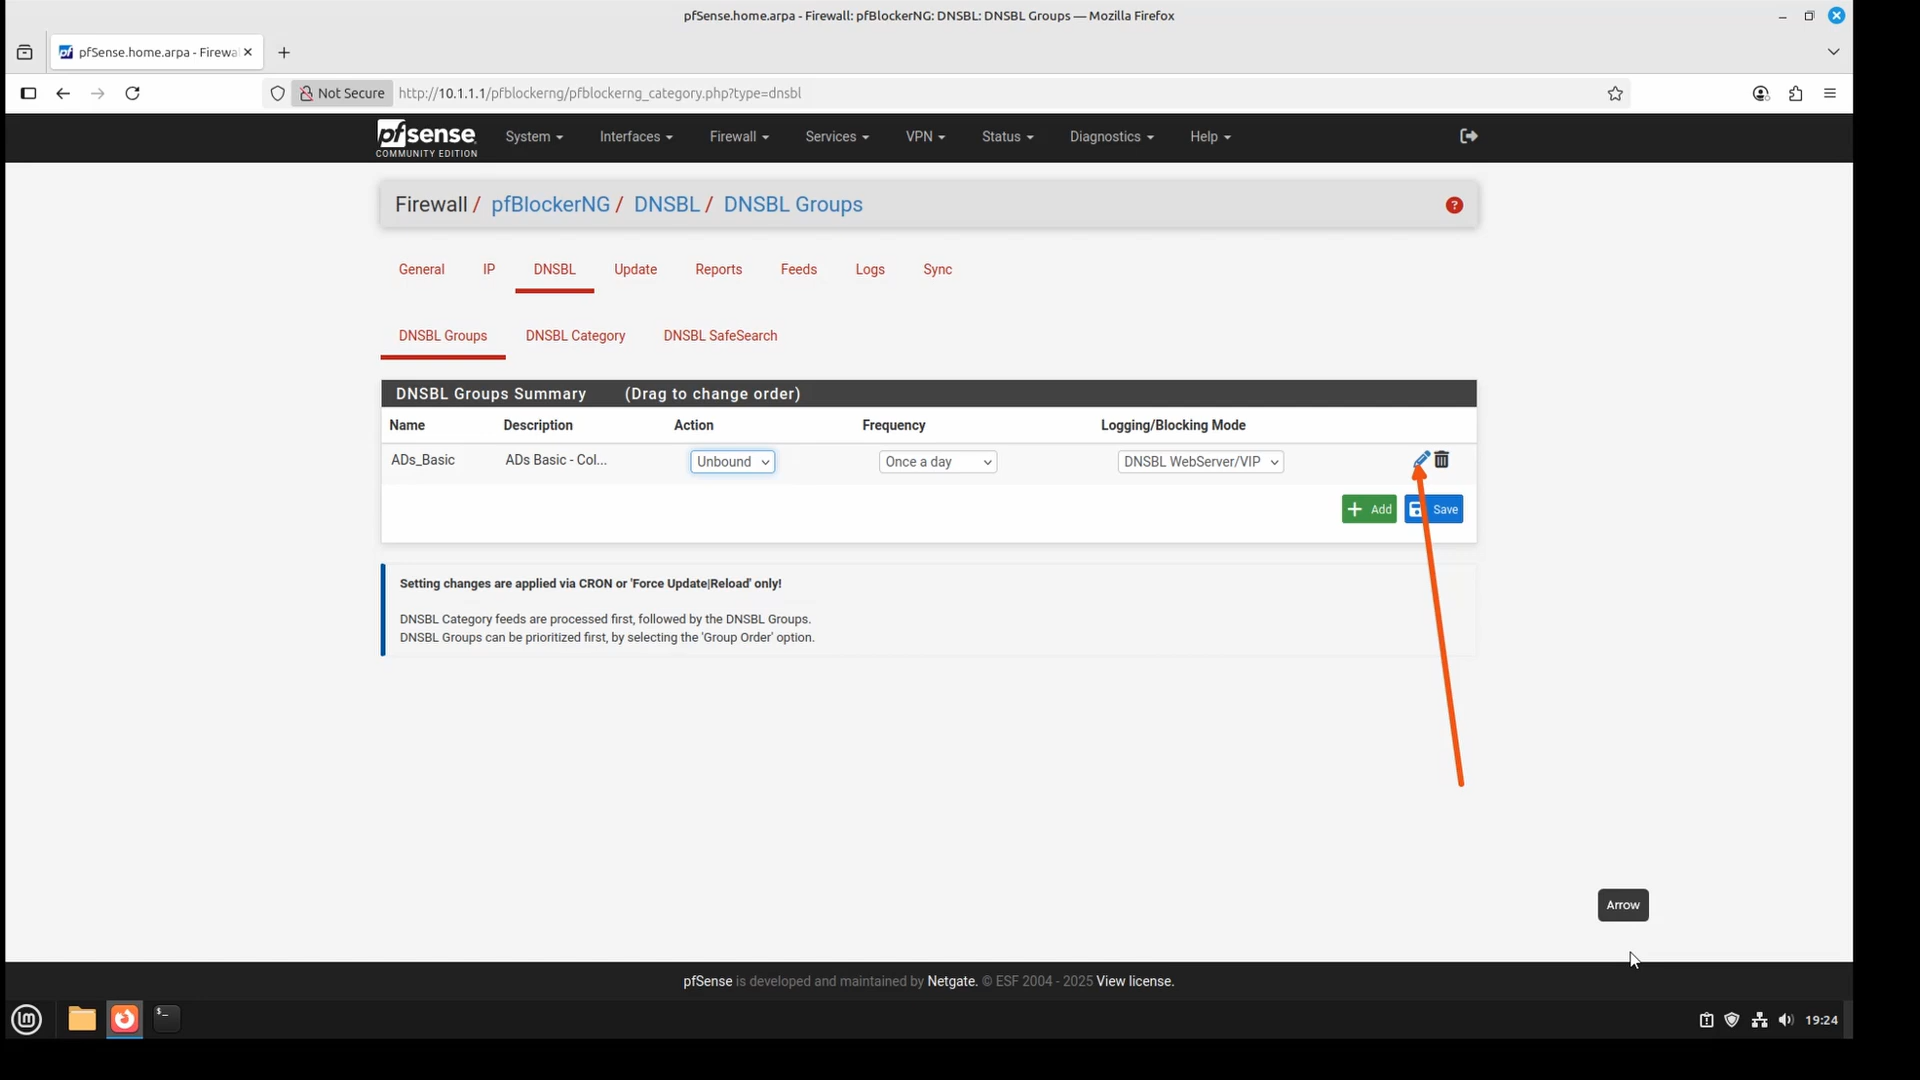 pfSense.home.arpa - Firewall: pfBlockerNG: DNSBL: DNSBL Groups — Mozilla Firefox
pfSense.home.arpa - Firewa
Not Secure http://10.1.1.1/pfblockerng/pfblockerng_category.php?type=dnsbl
pfsense
COMMUNITY EDITION
System Interfaces Firewall Services VPN Status Diagnostics Help
Firewall / pfBlockerNG / DNSBL / DNSBL Groups
General IP DNSBL Update Reports Feeds Logs Sync
DNSBL Groups DNSBL Category DNSBL SafeSearch
DNSBL Groups Summary (Drag to change order)
Name Description Action Frequency Logging/Blocking Mode
ADs_Basic ADs Basic - Col... Unbound Once a day DNSBL WebServer/VIP
Add Save
Setting changes are applied via CRON or 'Force Update|Reload' only!
DNSBL Category feeds are processed first, followed by the DNSBL Groups.
DNSBL Groups can be prioritized first, by selecting the 'Group Order' option.
Arrow
pfSense is developed and maintained by Netgate. © ESF 2004 - 2025 View license.
19:24